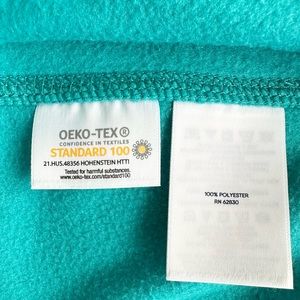 OEKO-TEX®
CONFIDENCE IN TEXTILES
STANDARD 100
21.HUS.48356 HOHENSTEIN HTTI
Tested for harmful substances.
www.oeko-tex.com/standard100
100% POLYESTER
RN 62830